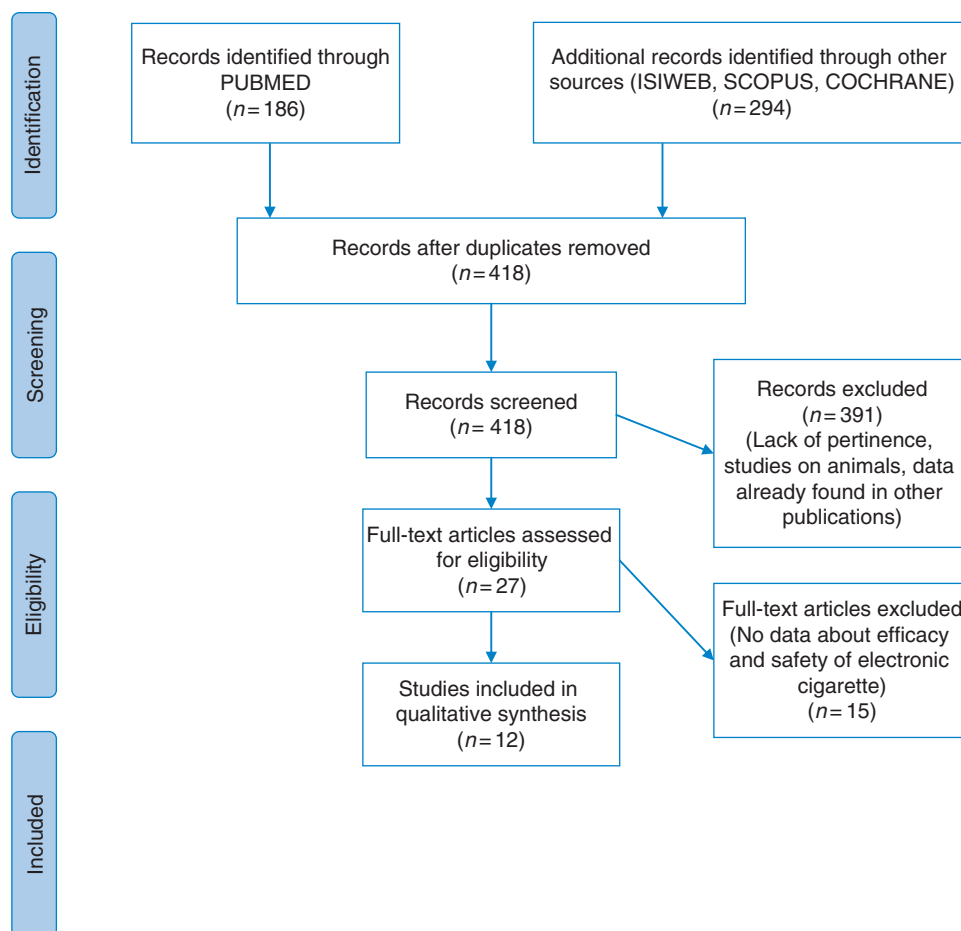 Identification
Records identified through
PUBMED
(n=186)
Additional records identified through other
sources (ISIWEB, SCOPUS, COCHRANE)
(n=294)
Records after duplicates removed
(n=418)
Screening
Records screened
(n=418)
Records excluded
(n=391)
(Lack of pertinence,
studies on animals, data
already found in other
publications)
Eligibility
Full-text articles assessed
for eligibility
(n=27)
Full-text articles excluded
(No data about efficacy
and safety of electronic
cigarette)
(n=15)
Studies included in
qualitative synthesis
(n=12)
Included